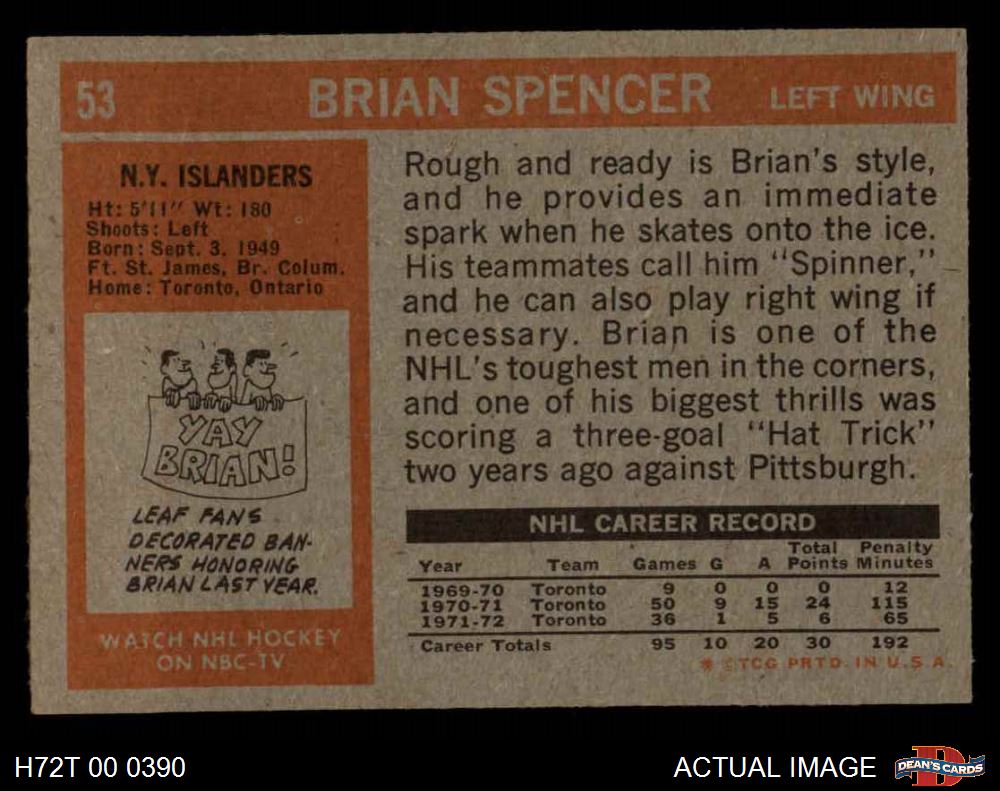 53 BRIAN SPENCER LEFT WING
N.Y. ISLANDERS
Ht: 5'11" Wt: 180
Shoots: Left
Born: Sept. 3, 1949
Ft. St. James, Br. Colum.
Home: Toronto, Ontario
YAY
BRIAN!
LEAF FANS
DECORATED BAN-
NERS HONORING
BRIAN LAST YEAR.
WATCH NHL HOCKEY
ON NBC-TV
Rough and ready is Brian's style,
and he provides an immediate
spark when he skates onto the ice.
His teammates call him "Spinner,"
and he can also play right wing if
necessary. Brian is one of the
NHL's toughest men in the corners,
and one of his biggest thrills was
scoring a three-goal "Hat Trick"
two years ago against Pittsburgh.
NHL CAREER RECORD
Total Penalty
Year Team Games G A Points Minutes
1969-70 Toronto 9 0 0 0 12
1970-71 Toronto 50 9 15 24 115
1971-72 Toronto 36 1 5 6 65
Career Totals 95 10 20 30 192
* © TCG PRTD. IN U.S.A.
H72T 00 0390
ACTUAL IMAGE
DEAN'S CARDS